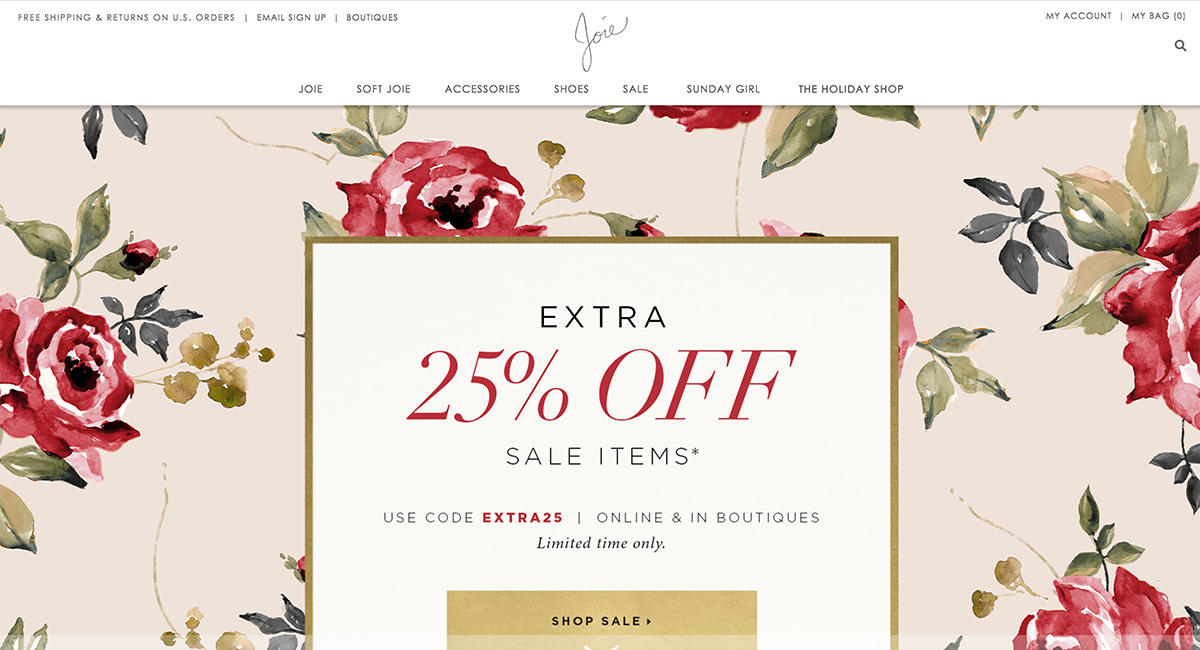 FREE SHIPPING & RETURNS ON U.S. ORDERS | EMAIL SIGN UP | BOUTIQUES
Joie
MY ACCOUNT | MY BAG (0)
JOIE SOFT JOIE ACCESSORIES SHOES SALE SUNDAY GIRL THE HOLIDAY SHOP
EXTRA
25% OFF
SALE ITEMS*
USE CODE EXTRA25 | ONLINE & IN BOUTIQUES
Limited time only.
SHOP SALE